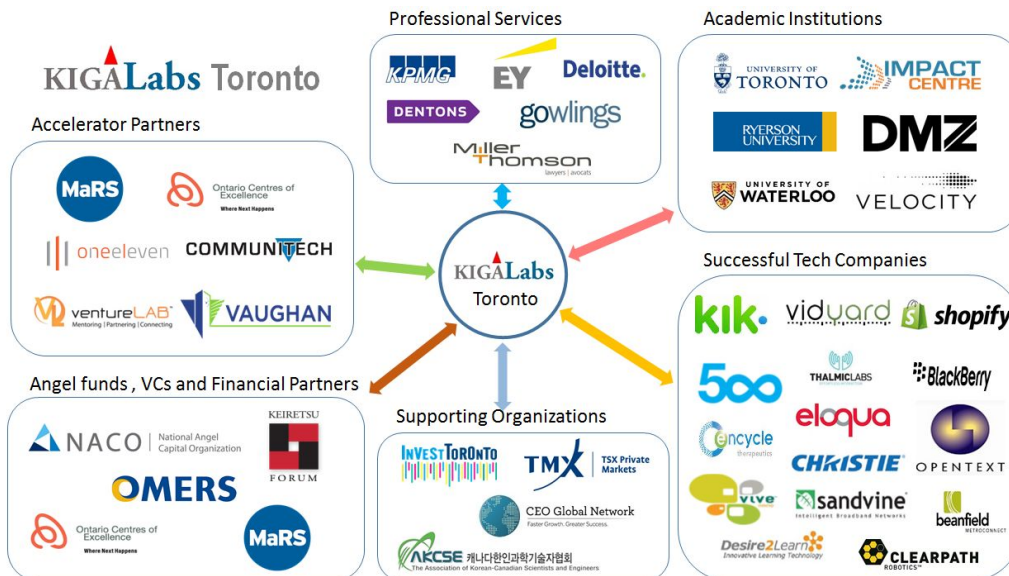 KIGALabs Toronto
Accelerator Partners
MaRS
Ontario Centres of
Excellence
Where Next Happens
oneeleven
COMMUNITECH
ventureLAB™
Mentoring | Partnering | Connecting
VAUGHAN
Professional Services
KPMG
EY
Deloitte.
DENTONS
gowlings
Miller
Thomson
lawyers | avocats
Academic Institutions
UNIVERSITY OF
TORONTO
IMPACT
CENTRE
RYERSON
UNIVERSITY
DMZ
UNIVERSITY OF
WATERLOO
VELOCITY
KIGALabs
Toronto
Successful Tech Companies
kik.
vidyard
shopify
500
THALMICLABS
BlackBerry
encycle
therapeutics
eloqua
OPENTEXT
CHRISTIE®
vive
sandvine®
Intelligent Broadband Networks
beanfield
METROCONNECT
Desire2Learn
Innovative Learning Technology
CLEARPATH
ROBOTICS™
Angel funds , VCs and Financial Partners
NACO
National Angel
Capital Organization
KEIRETSU
FORUM
OMERS
Ontario Centres of
Excellence
Where Next Happens
MaRS
Supporting Organizations
INVEST TORONTO
TMX
TSX Private
Markets
CEO Global Network
Faster Growth. Greater Success.
AKCSE 캐나다한인과학기술자협회
The Association of Korean-Canadian Scientists and Engineers